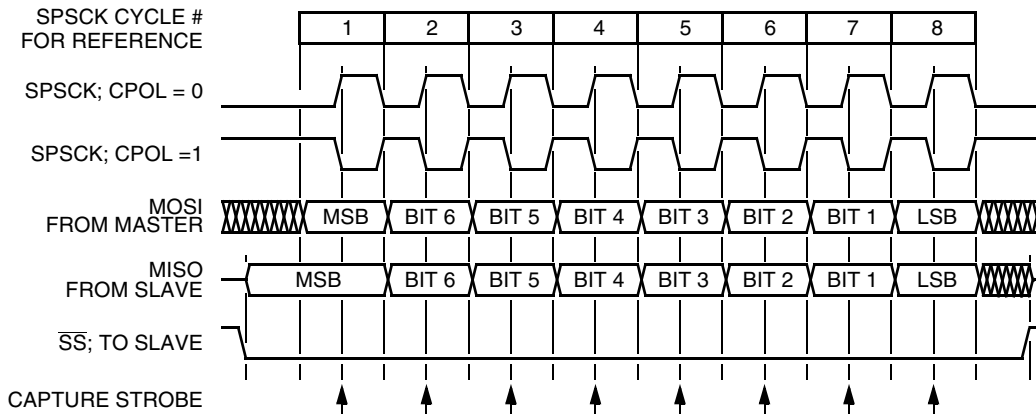 SPSCK CYCLE #
FOR REFERENCE
1 2 3 4 5 6 7 8
SPSCK; CPOL = 0
SPSCK; CPOL =1
MOSI
FROM MASTER
MSB BIT 6 BIT 5 BIT 4 BIT 3 BIT 2 BIT 1 LSB
MISO
FROM SLAVE
MSB BIT 6 BIT 5 BIT 4 BIT 3 BIT 2 BIT 1 LSB
S̅S̅; TO SLAVE
CAPTURE STROBE